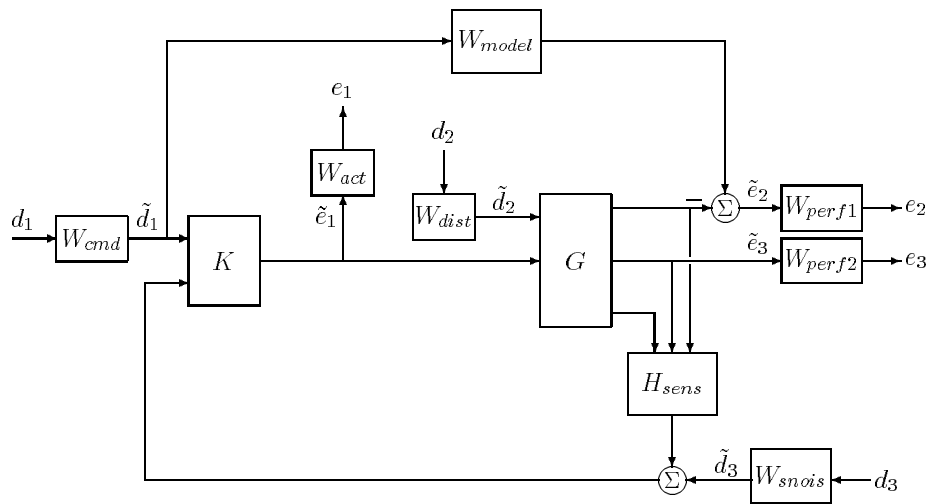 W_model
e_1
d_2
W_act
d_1
d̃_1
ẽ_1
W_dist
d̃_2
−
Σ
ẽ_2
W_perf1
e_2
W_cmd
K
G
ẽ_3
W_perf2
e_3
H_sens
Σ
d̃_3
W_snois
d_3